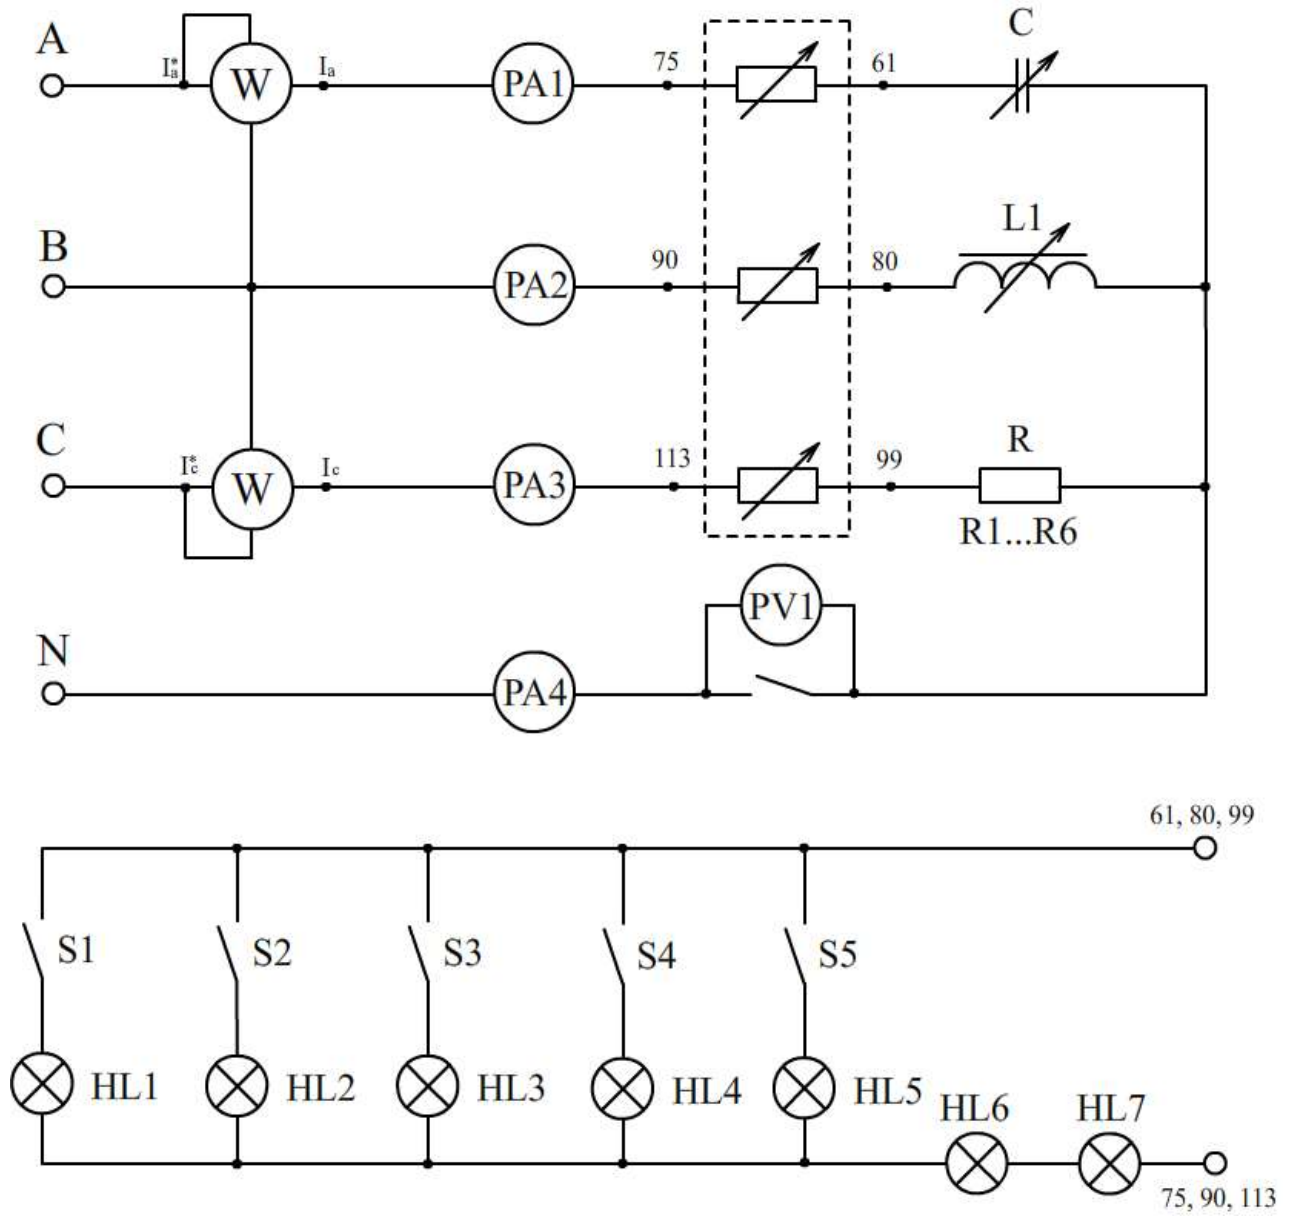 A
I*a
W
Ia
PA1
75
61
C
B
PA2
90
80
L1
C
I*c
W
Ic
PA3
113
99
R
R1...R6
N
PA4
PV1
61, 80, 99
S1
S2
S3
S4
S5
HL1
HL2
HL3
HL4
HL5
HL6
HL7
75, 90, 113